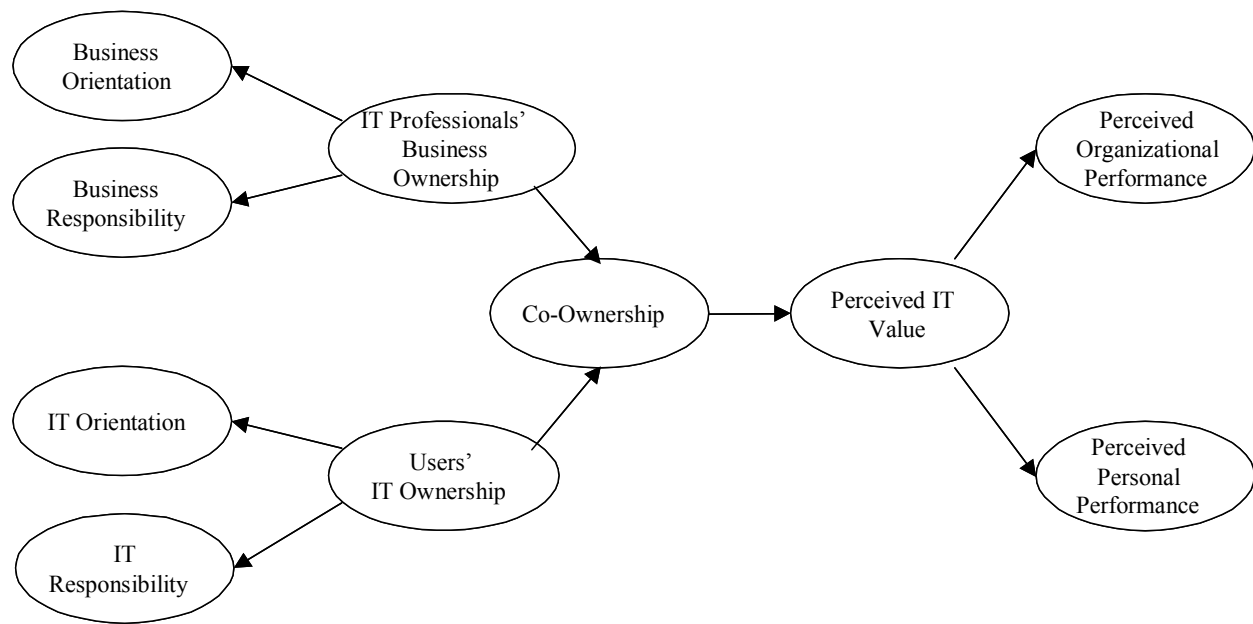 Business
Orientation
IT Professionals'
Business
Ownership
Perceived
Organizational
Performance
Business
Responsibility
Co-Ownership
Perceived IT
Value
IT Orientation
Users'
IT Ownership
Perceived
Personal
Performance
IT
Responsibility